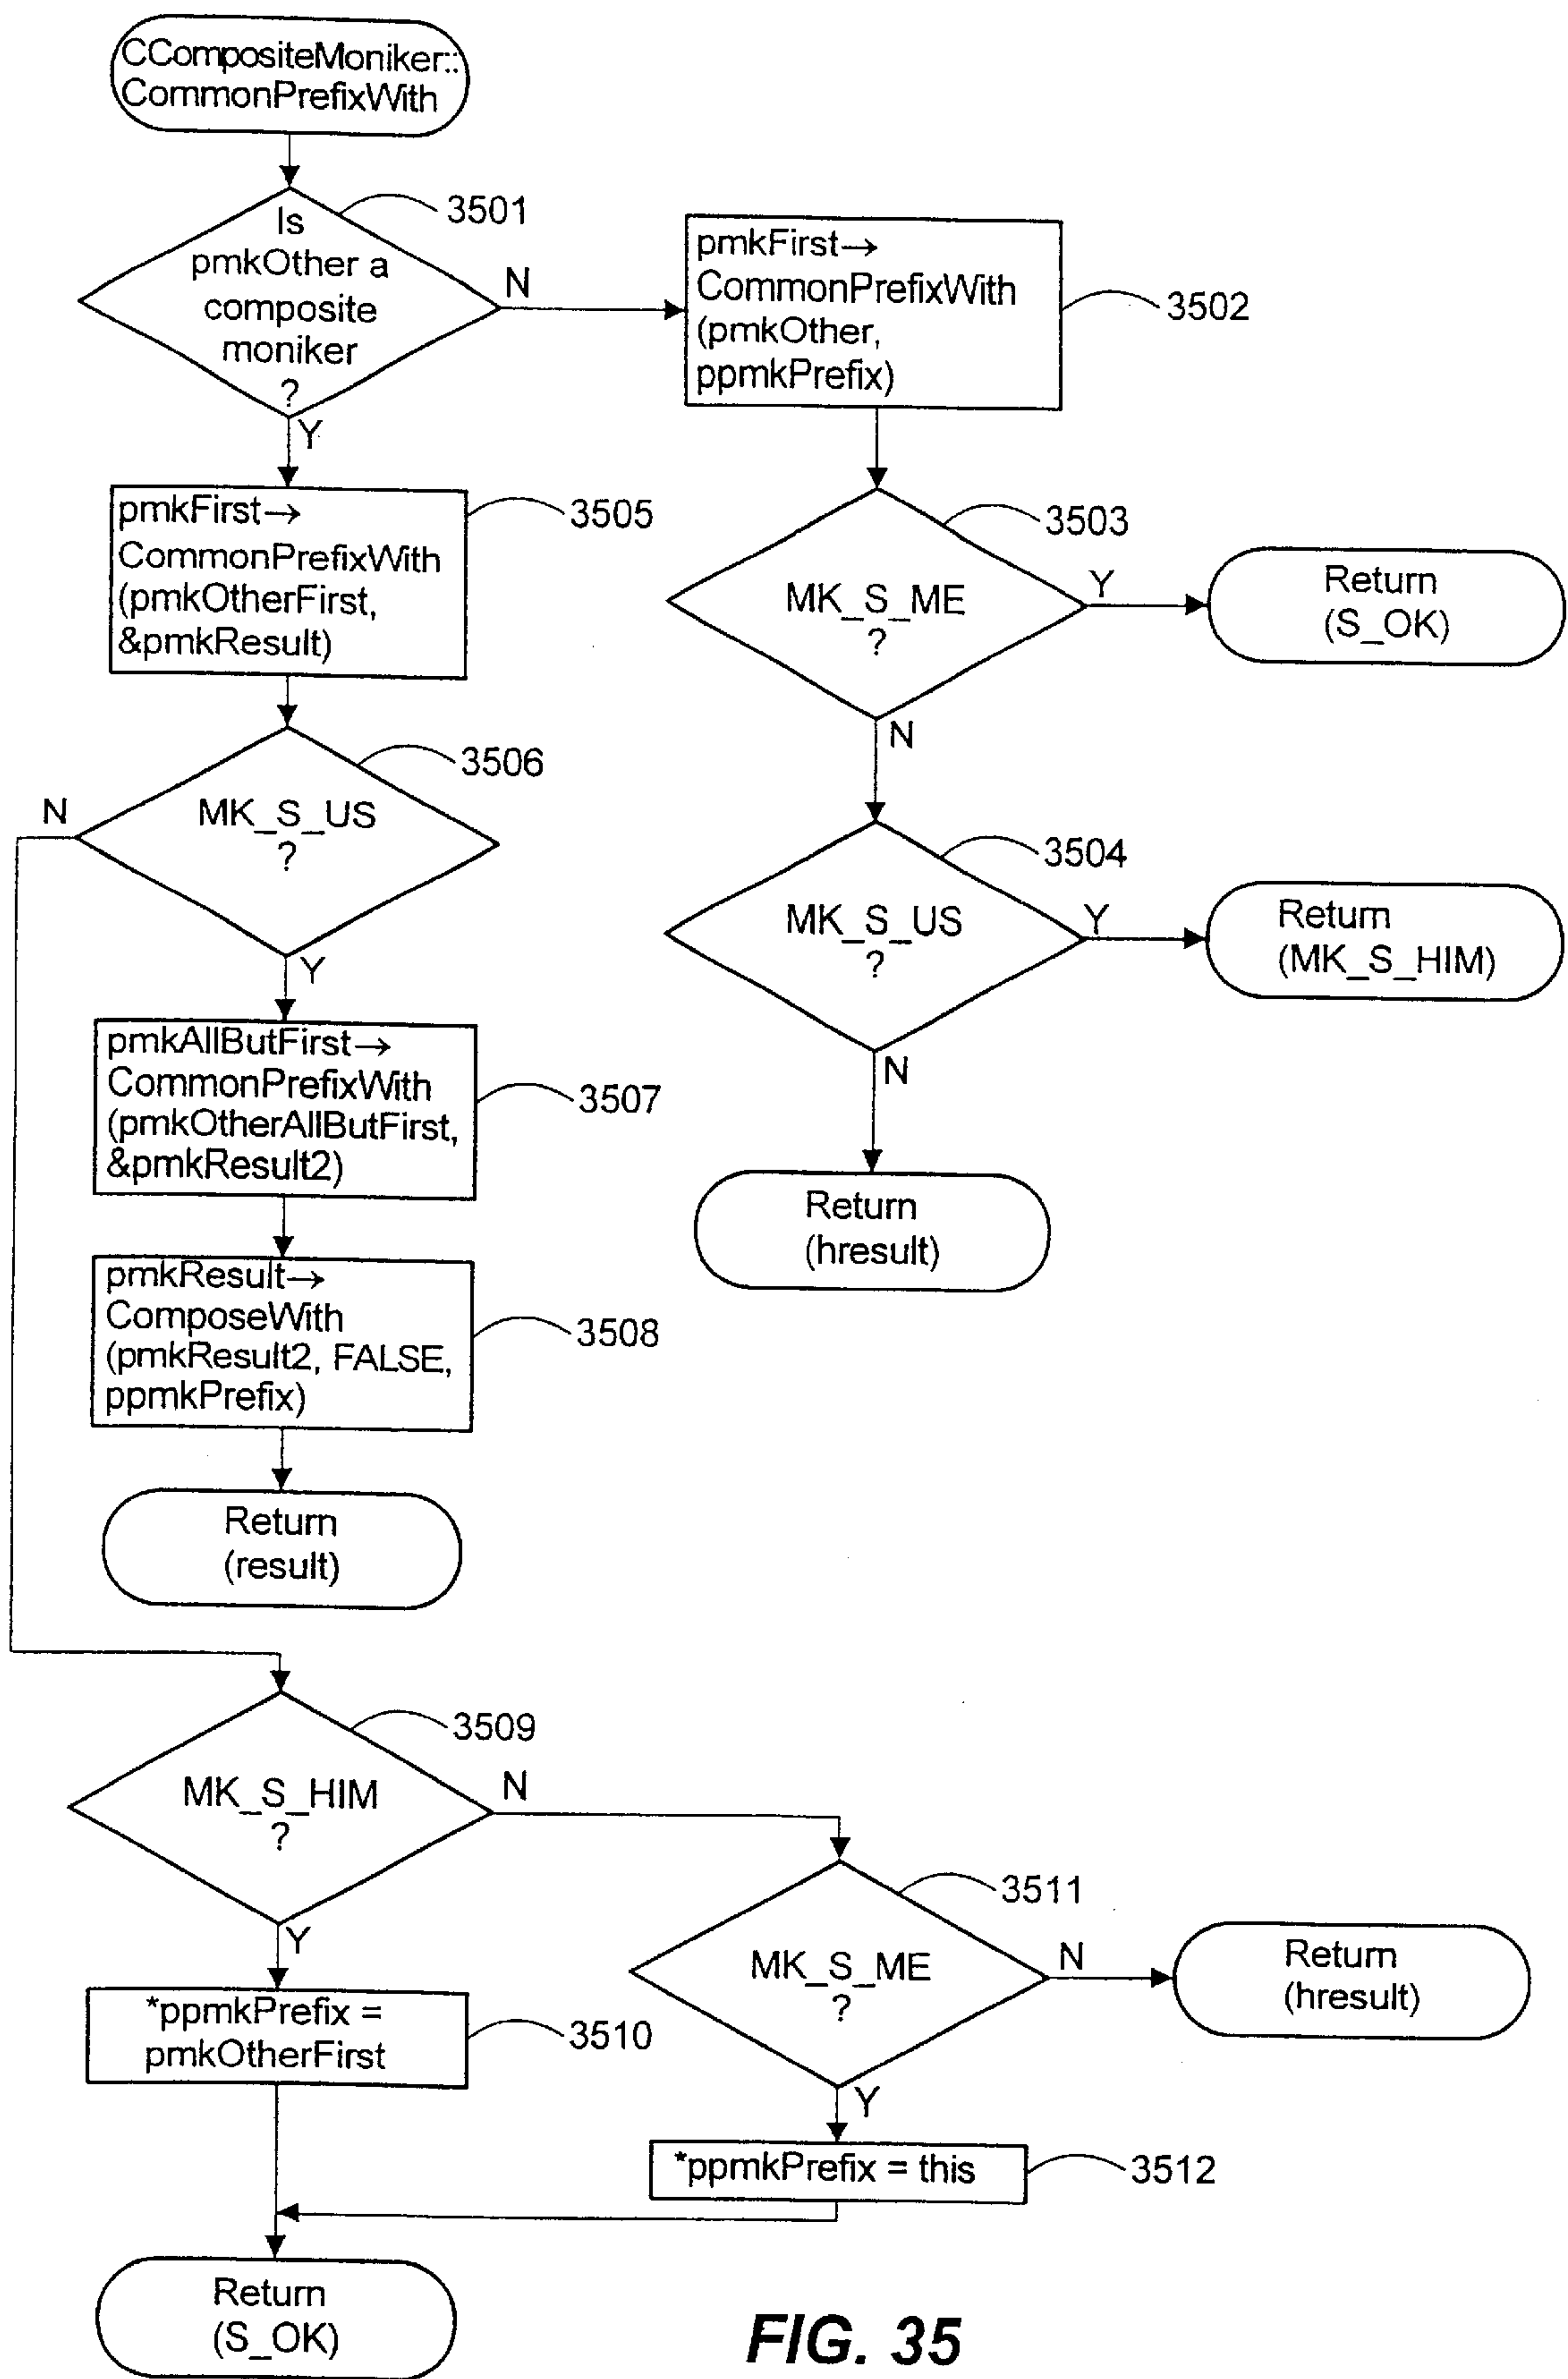 CCompositeMoniker::
CommonPrefixWith
3501
Is
pmkOther a
composite
moniker
?
N
Y
pmkFirst→
CommonPrefixWith
(pmkOther,
ppmkPrefix)
3502
3503
MK_S_ME
?
Y
Return
(S_OK)
N
3504
MK_S_US
?
Y
Return
(MK_S_HIM)
N
Return
(hresult)
pmkFirst→
CommonPrefixWith
(pmkOtherFirst,
&pmkResult)
3505
3506
N
MK_S_US
?
Y
pmkAllButFirst→
CommonPrefixWith
(pmkOtherAllButFirst,
&pmkResult2)
3507
pmkResult→
ComposeWith
(pmkResult2, FALSE,
ppmkPrefix)
3508
Return
(result)
3509
MK_S_HIM
?
N
Y
*ppmkPrefix =
pmkOtherFirst
3510
3511
MK_S_ME
?
N
Return
(hresult)
Y
*ppmkPrefix = this
3512
Return
(S_OK)
FIG. 35